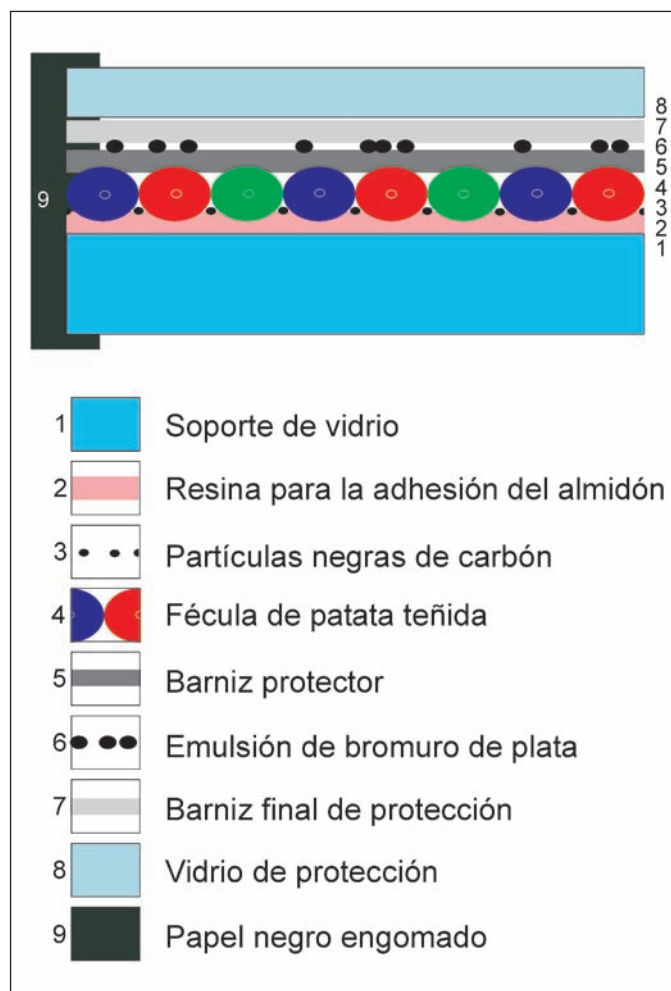 8
7
6
5
4
3
2
1
9
1 Soporte de vidrio
2 Resina para la adhesión del almidón
3 Partículas negras de carbón
4 Fécula de patata teñida
5 Barniz protector
6 Emulsión de bromuro de plata
7 Barniz final de protección
8 Vidrio de protección
9 Papel negro engomado